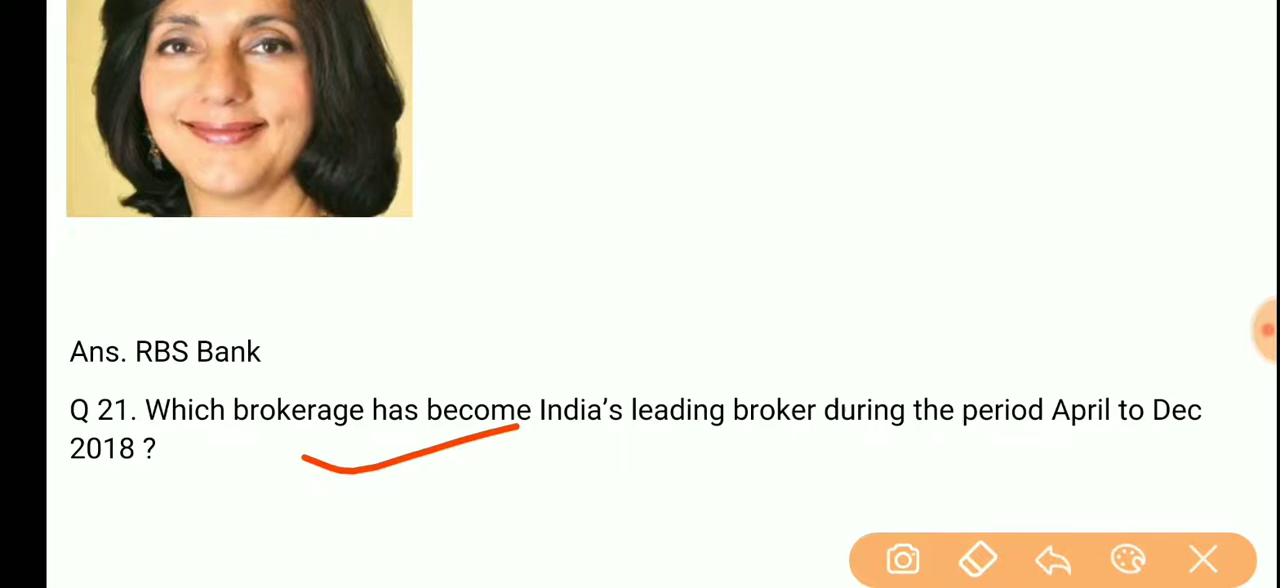 Ans. RBS Bank
Q 21. Which brokerage has become India’s leading broker during the period April to Dec
2018 ?